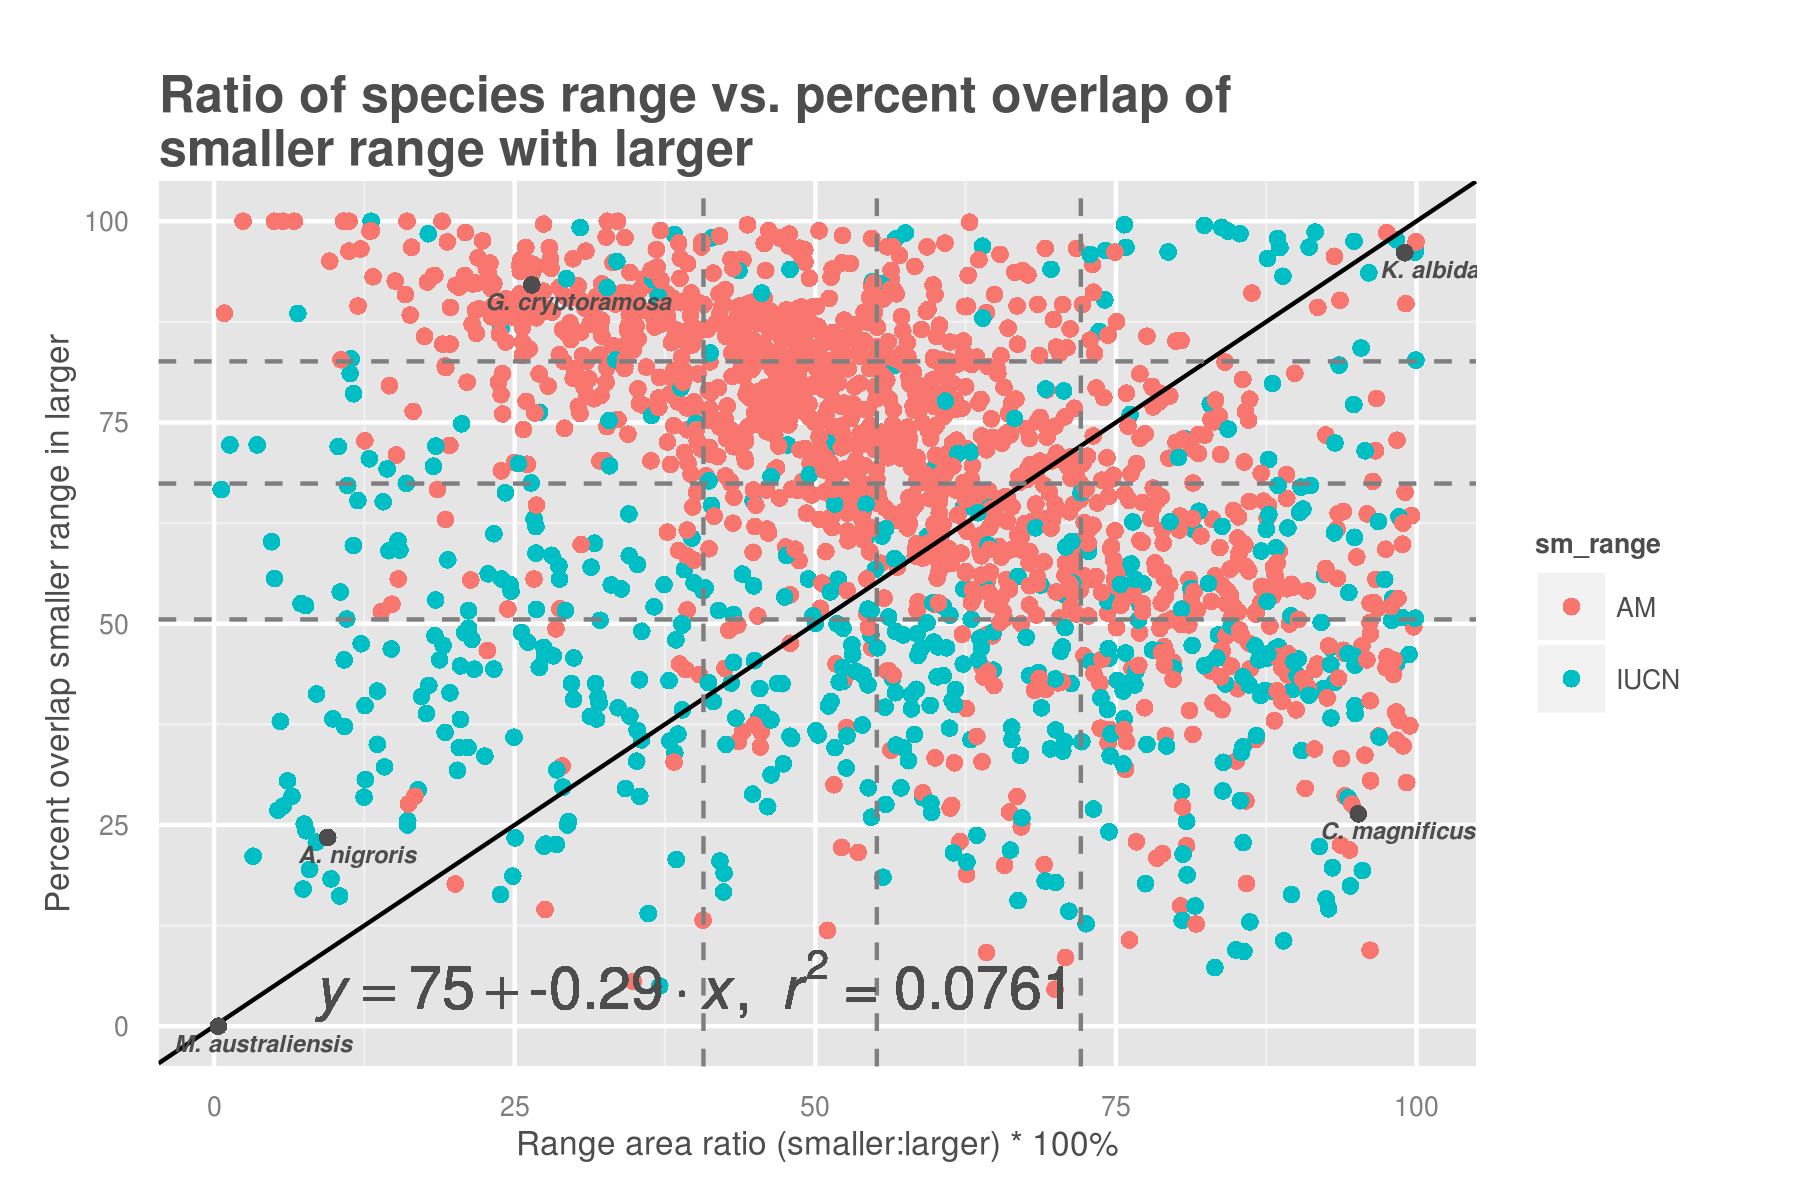 Ratio of species range vs. percent overlap of
smaller range with larger
Percent overlap smaller range in larger
100
75
50
25
0
K. albida
G. cryptoramosa
C. magnificus
A. nigroris
y = 75 + -0.29 · x, r² = 0.0761
M. australiensis
0 25 50 75 100
Range area ratio (smaller:larger) * 100%
sm_range
AM
IUCN